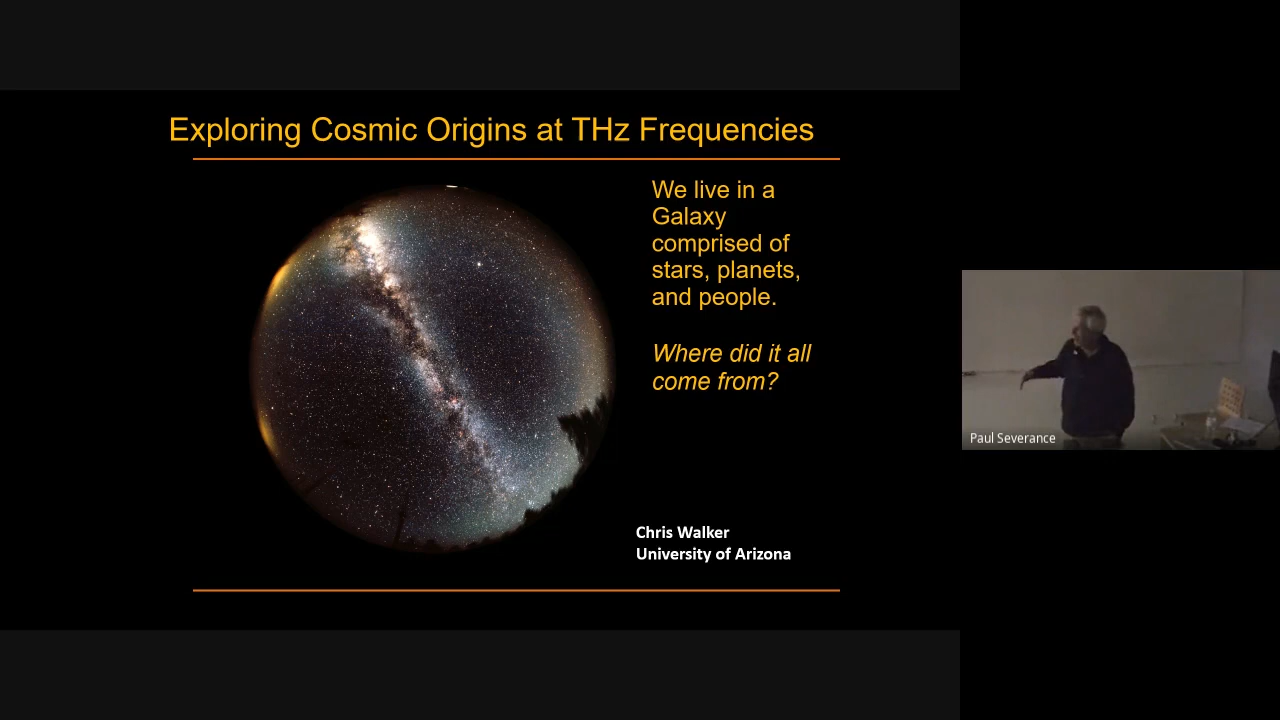 Exploring Cosmic Origins at THz Frequencies
We live in a
Galaxy
comprised of
stars, planets,
and people.
Where did it all
come from?
Chris Walker
University of Arizona
Paul Severance